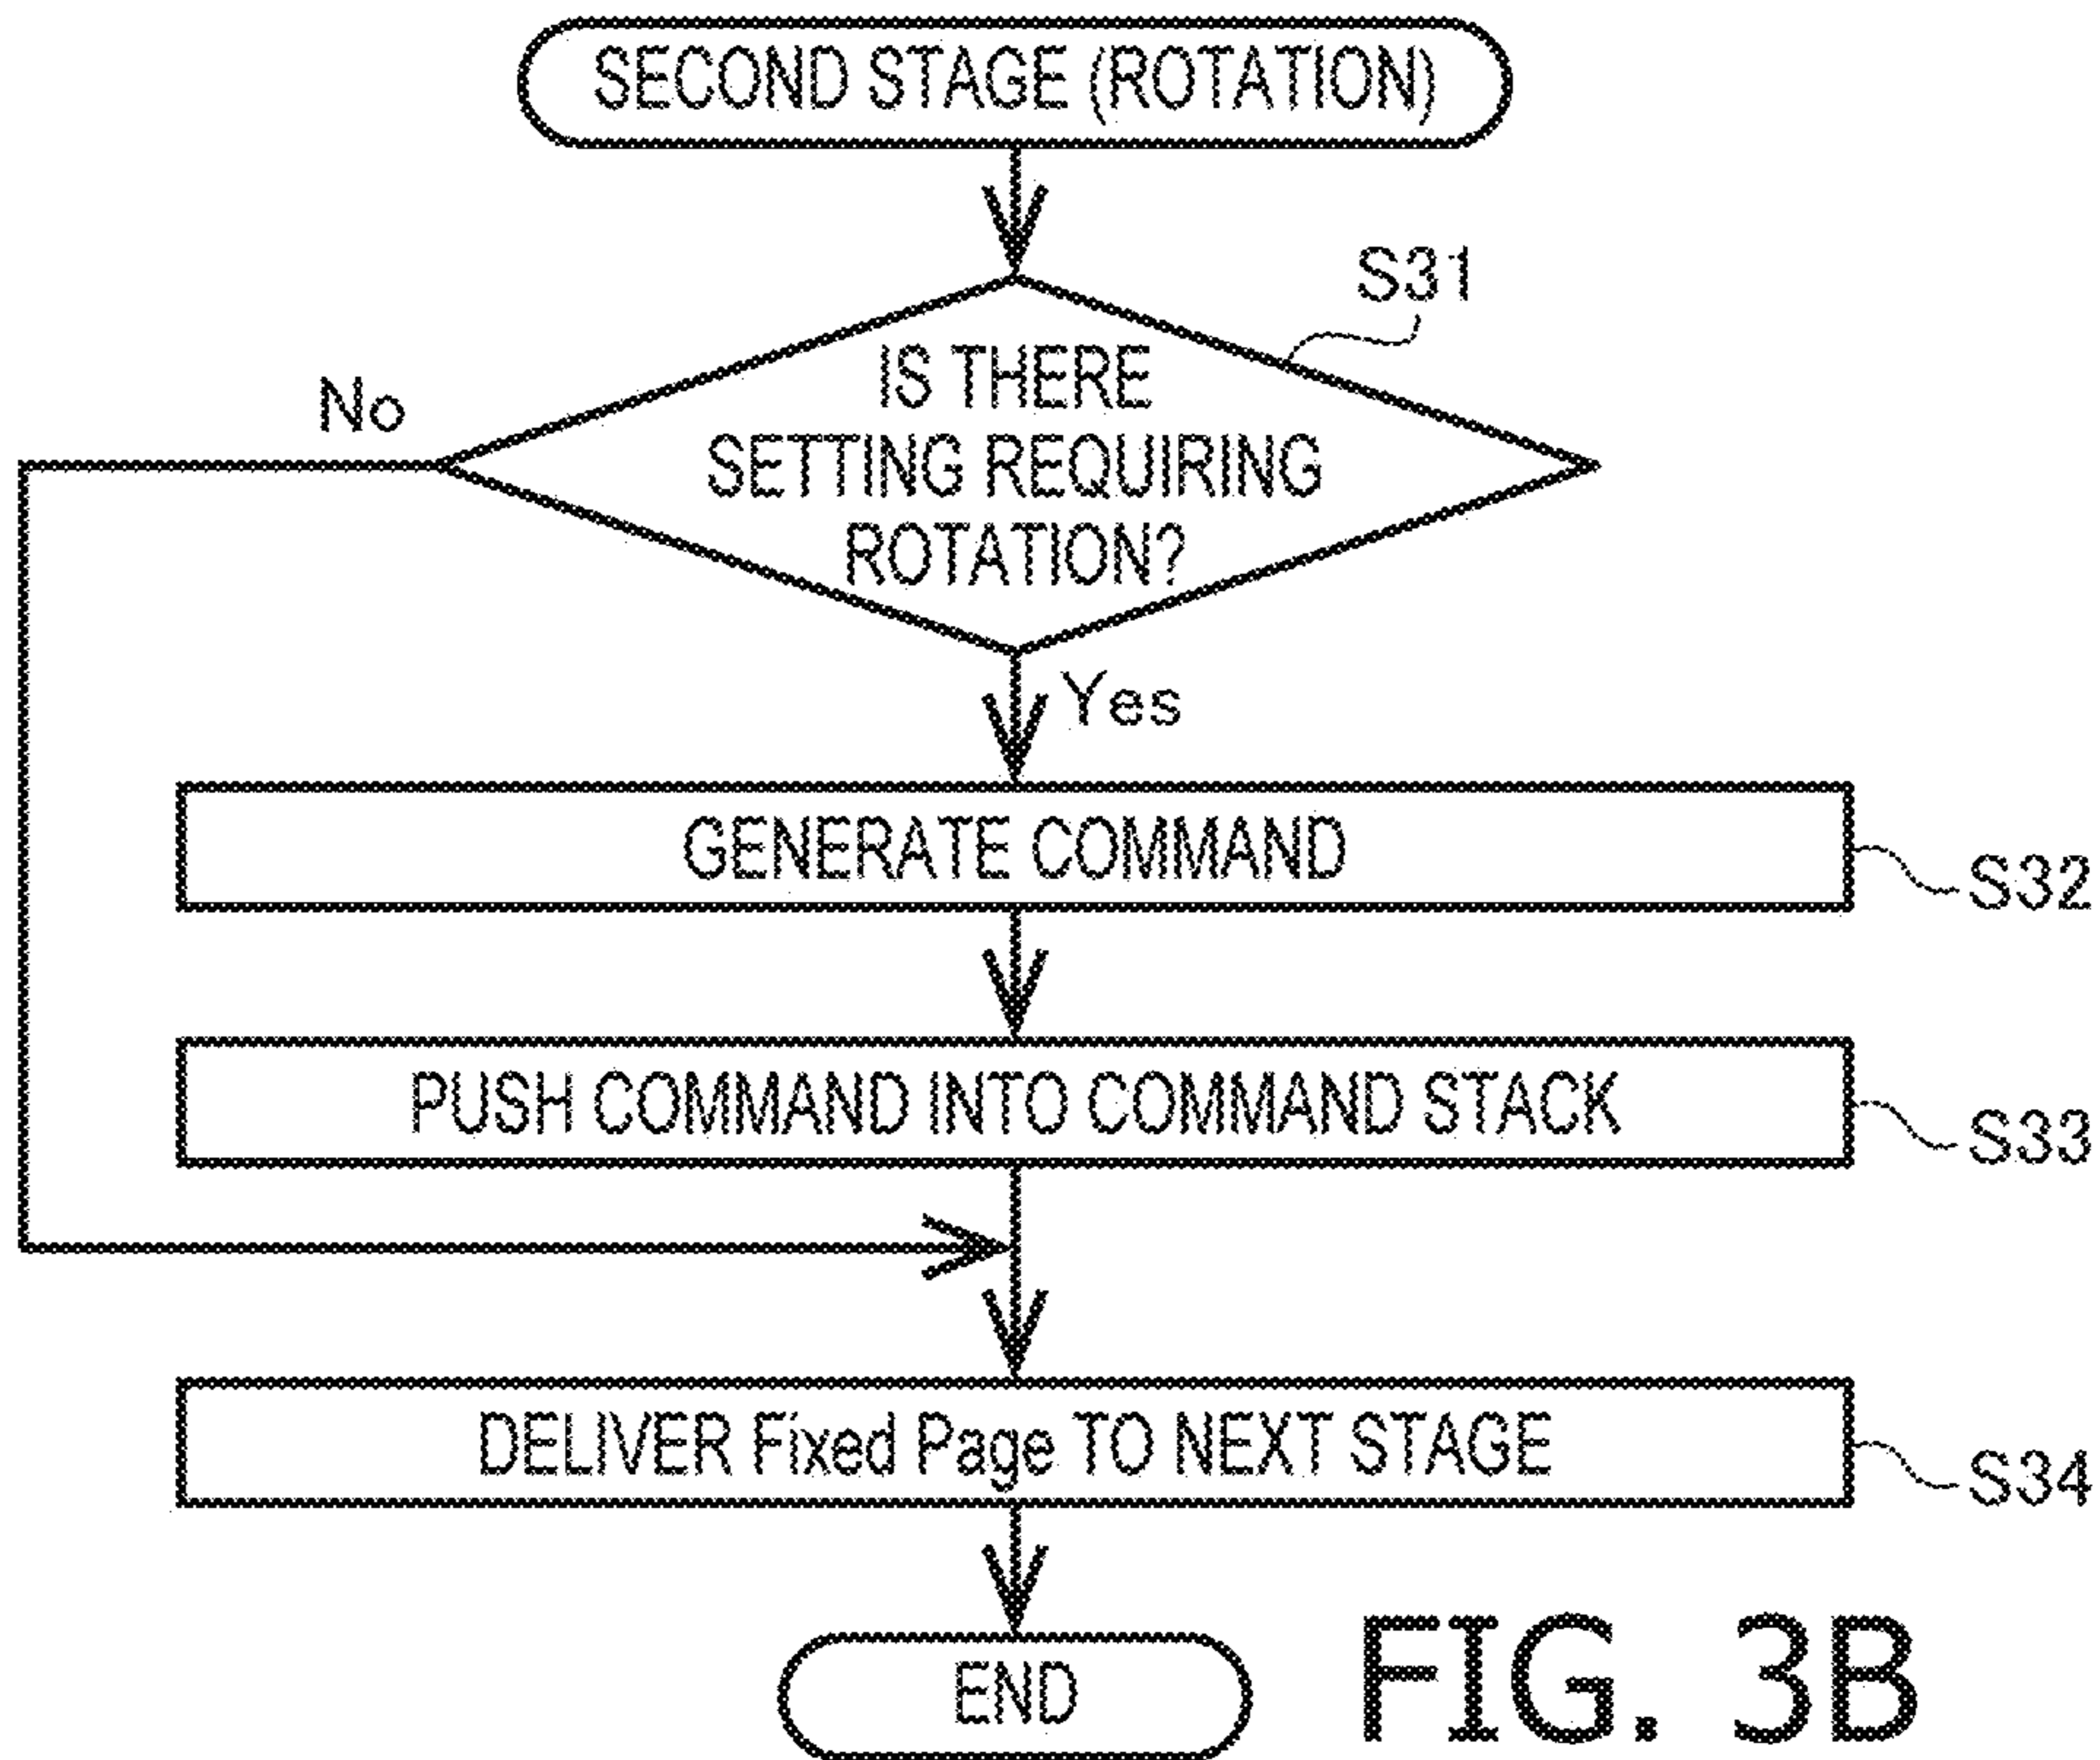 SECOND STAGE (ROTATION)
S31
No
IS THERE
SETTING REQUIRING
ROTATION?
Yes
GENERATE COMMAND
S32
PUSH COMMAND INTO COMMAND STACK
S33
DELIVER Fixed Page TO NEXT STAGE
S34
END
FIG. 3B